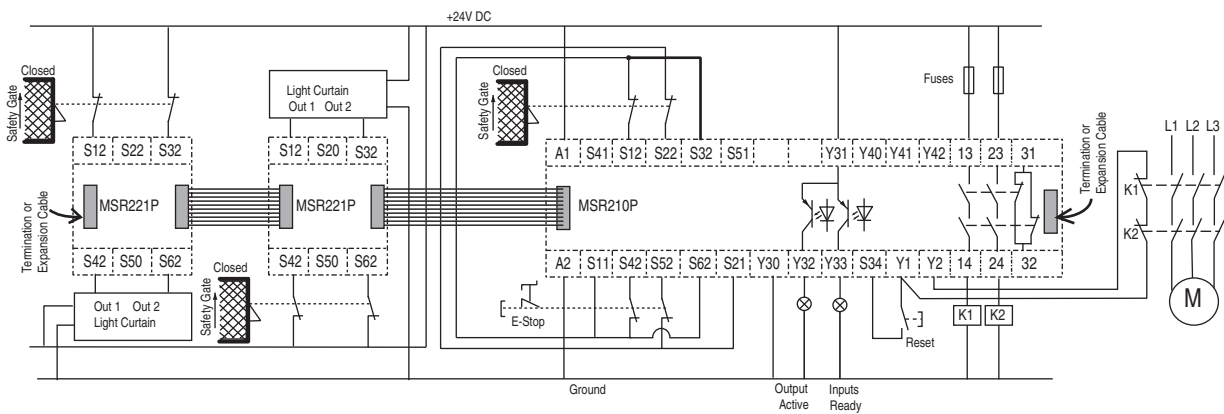 +24V DC
Closed
Safety Gate
Light Curtain
Out 1 Out 2
Closed
Safety Gate
Fuses
L1 L2 L3
S12 S22 S32
S12 S20 S32
A1 S41 S12 S22 S32 S51 Y31 Y40 Y41 Y42 13 23 31
Termination or
Expansion Cable
MSR221P
MSR221P
MSR210P
K1
K2
Termination or
Expansion Cable
S42 S50 S62
S42 S50 S62
A2 S11 S42 S52 S62 S21 Y30 Y32 Y33 S34 Y1 Y2 14 24 32
Closed
Safety Gate
Out 1 Out 2
Light Curtain
E-Stop
Reset
K1 K2
M
Ground
Output
Active
Inputs
Ready